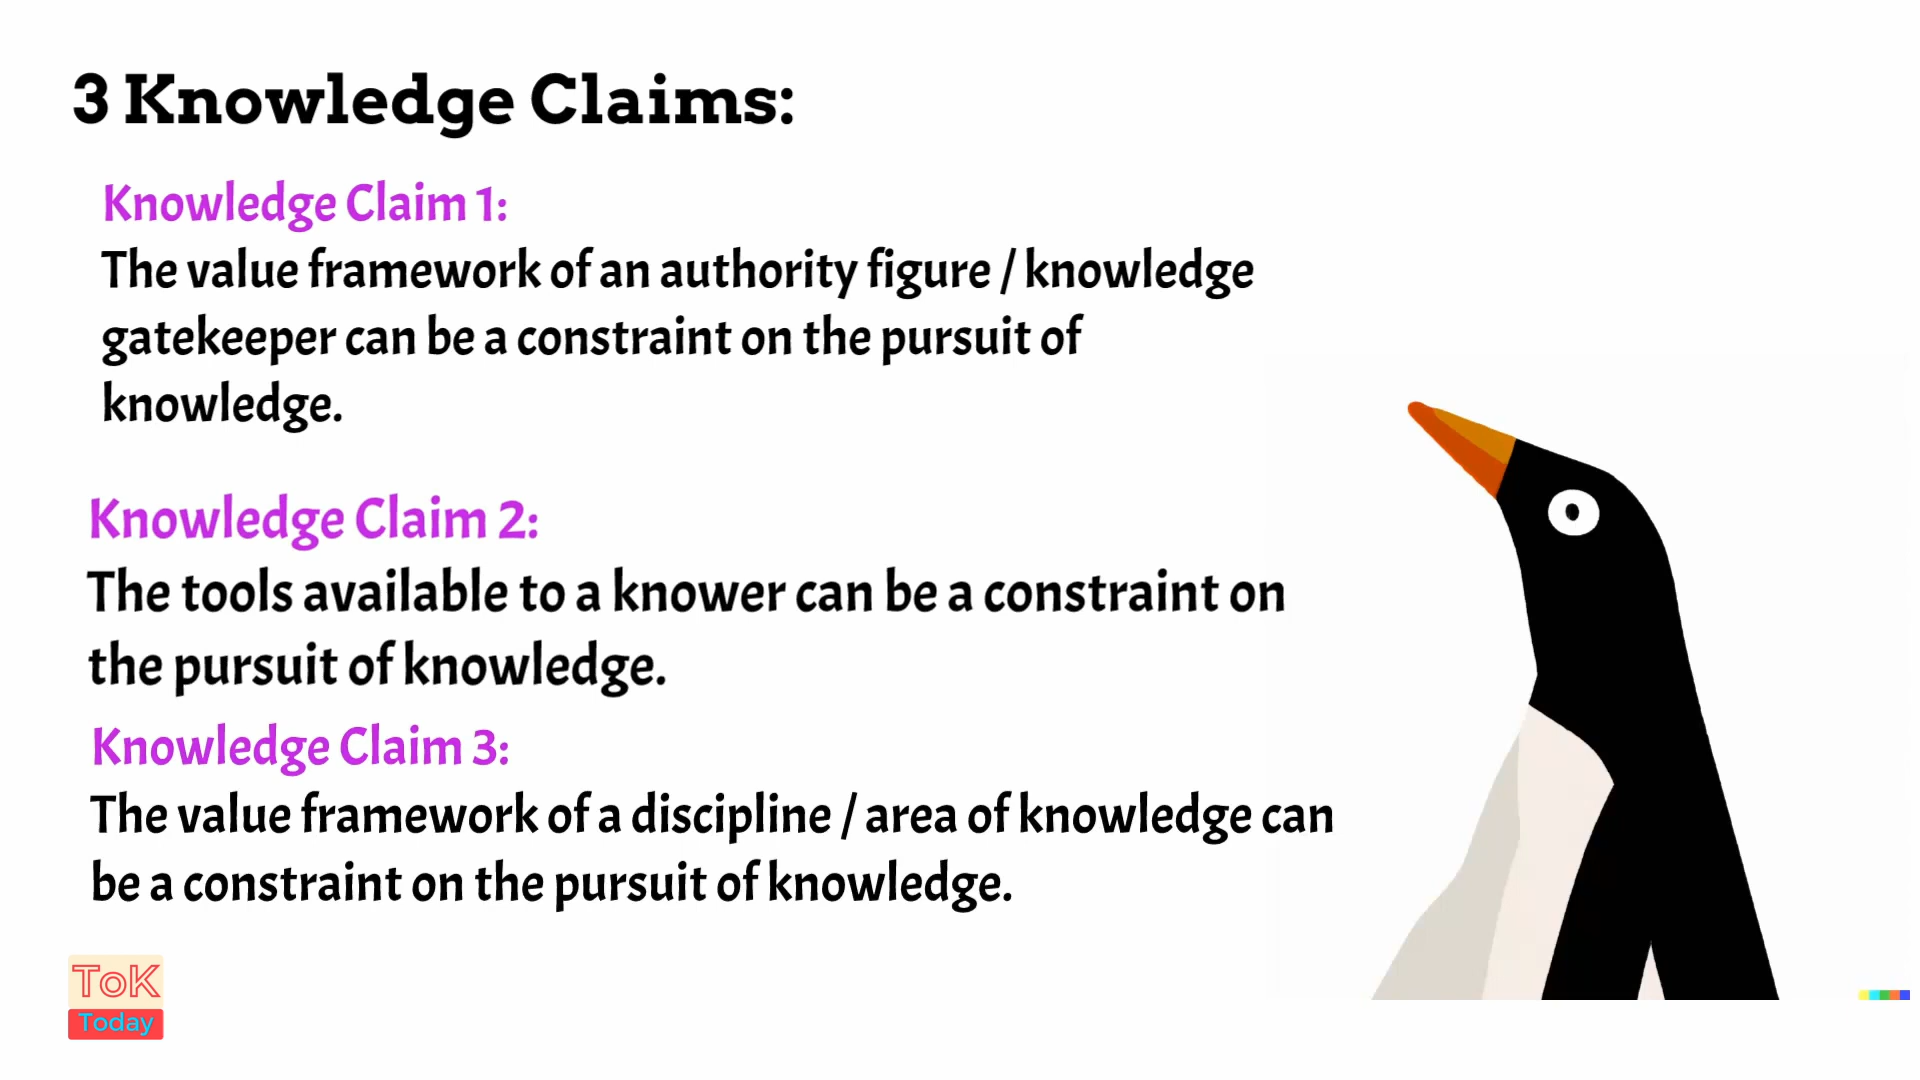 3 Knowledge Claims:
Knowledge Claim 1:
The value framework of an authority figure / knowledge
gatekeeper can be a constraint on the pursuit of
knowledge.
Knowledge Claim 2:
The tools available to a knower can be a constraint on
the pursuit of knowledge.
Knowledge Claim 3:
The value framework of a discipline / area of knowledge can
be a constraint on the pursuit of knowledge.
ToK
Today